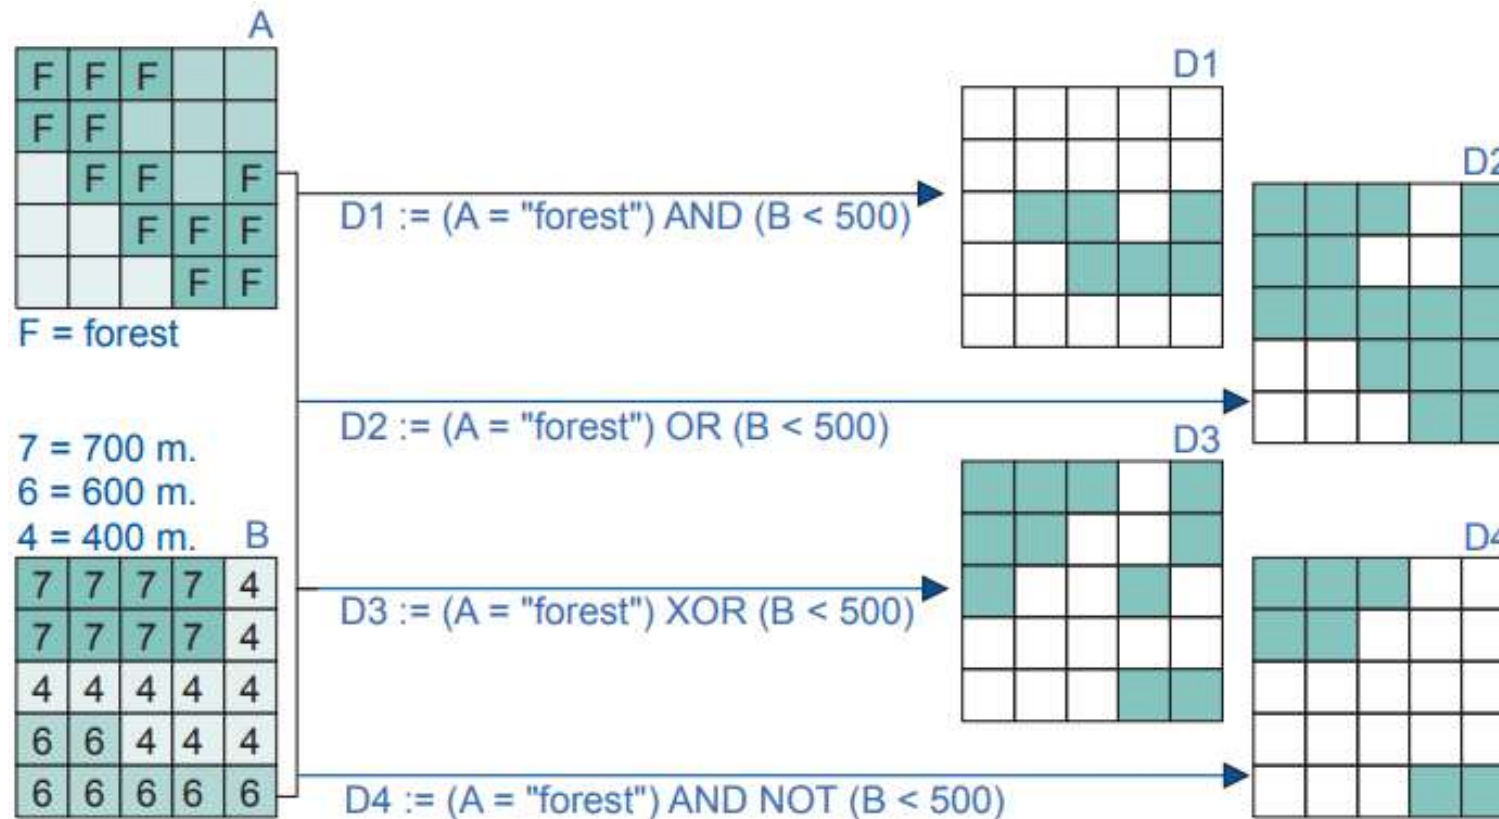 A
F F F
F F
F F F
F F F
F F
F = forest
D1 := (A = "forest") AND (B < 500)
D1
D2
D2 := (A = "forest") OR (B < 500)
7 = 700 m.
6 = 600 m.
4 = 400 m.
B
7 7 7 7 4
7 7 7 7 4
4 4 4 4 4
6 6 4 4 4
6 6 6 6 6
D3
D3 := (A = "forest") XOR (B < 500)
D4
D4 := (A = "forest") AND NOT (B < 500)